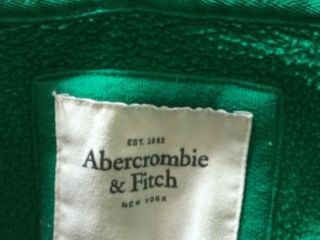 EST. 1892
Abercrombie
& Fitch
NEW YORK